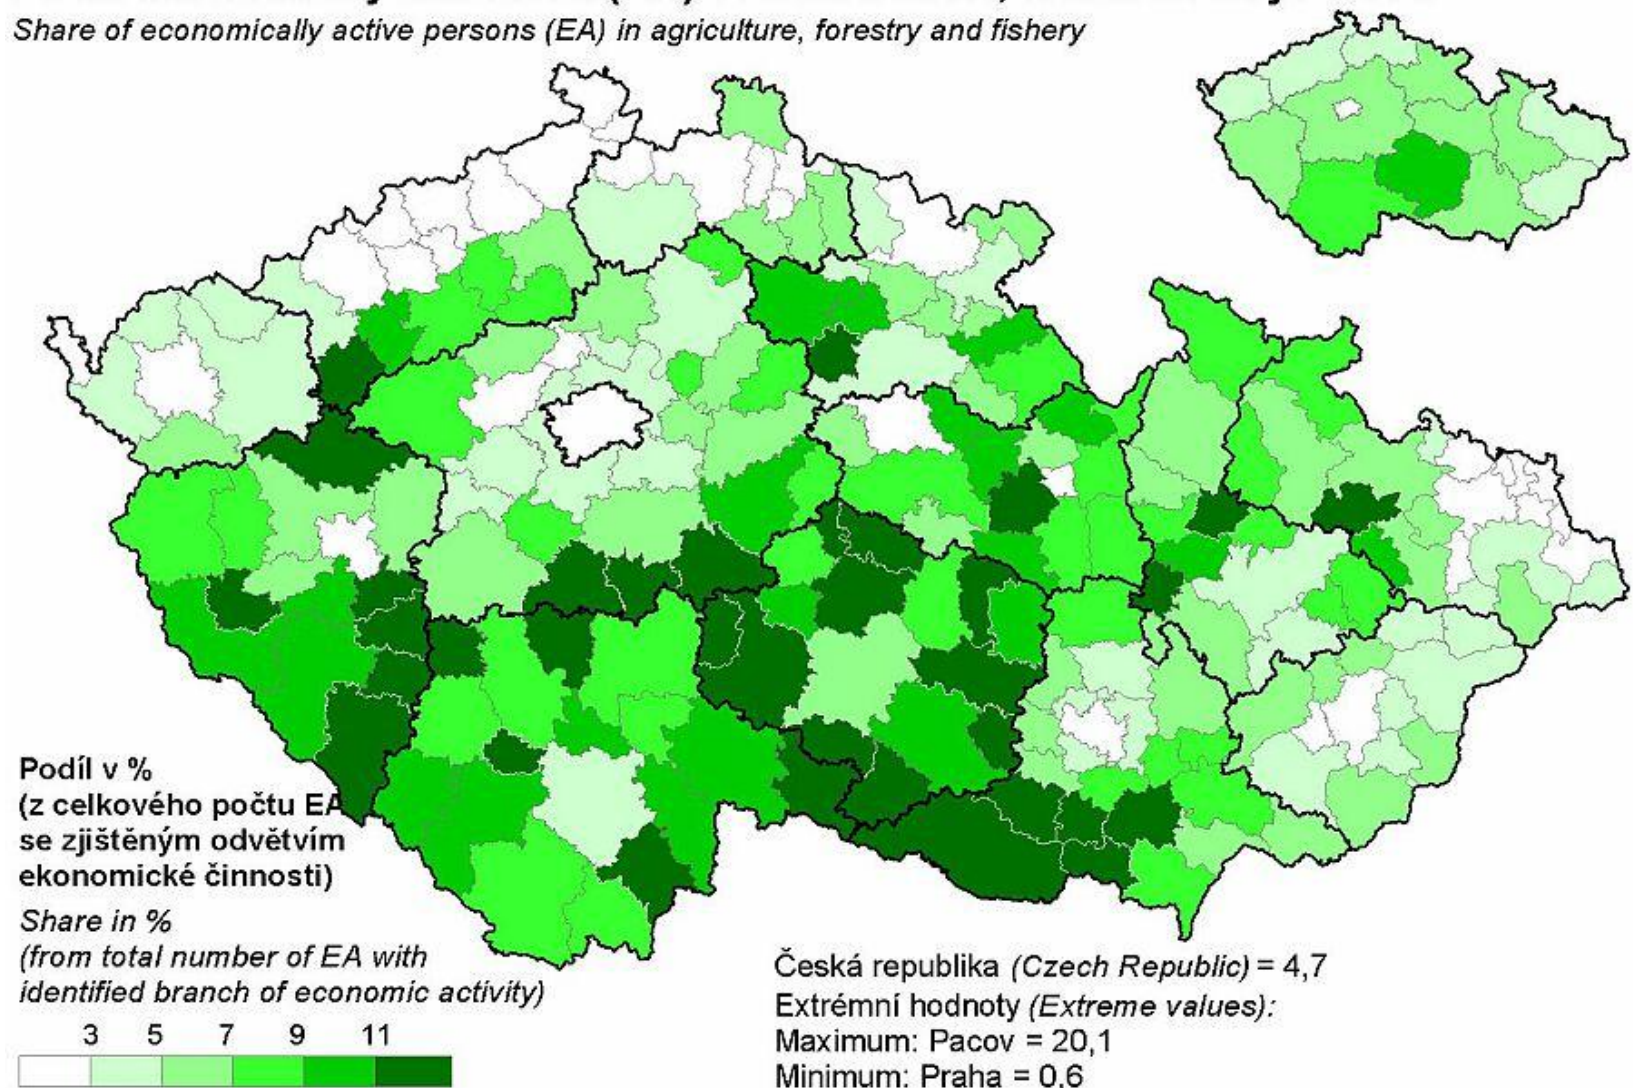 Share of economically active persons (EA) in agriculture, forestry and fishery
Podíl v %
(z celkového počtu EA
se zjištěným odvětvím
ekonomické činnosti)
Share in %
(from total number of EA with
identified branch of economic activity)
3 5 7 9 11
Česká republika (Czech Republic) = 4,7
Extrémní hodnoty (Extreme values):
Maximum: Pacov = 20,1
Minimum: Praha = 0,6